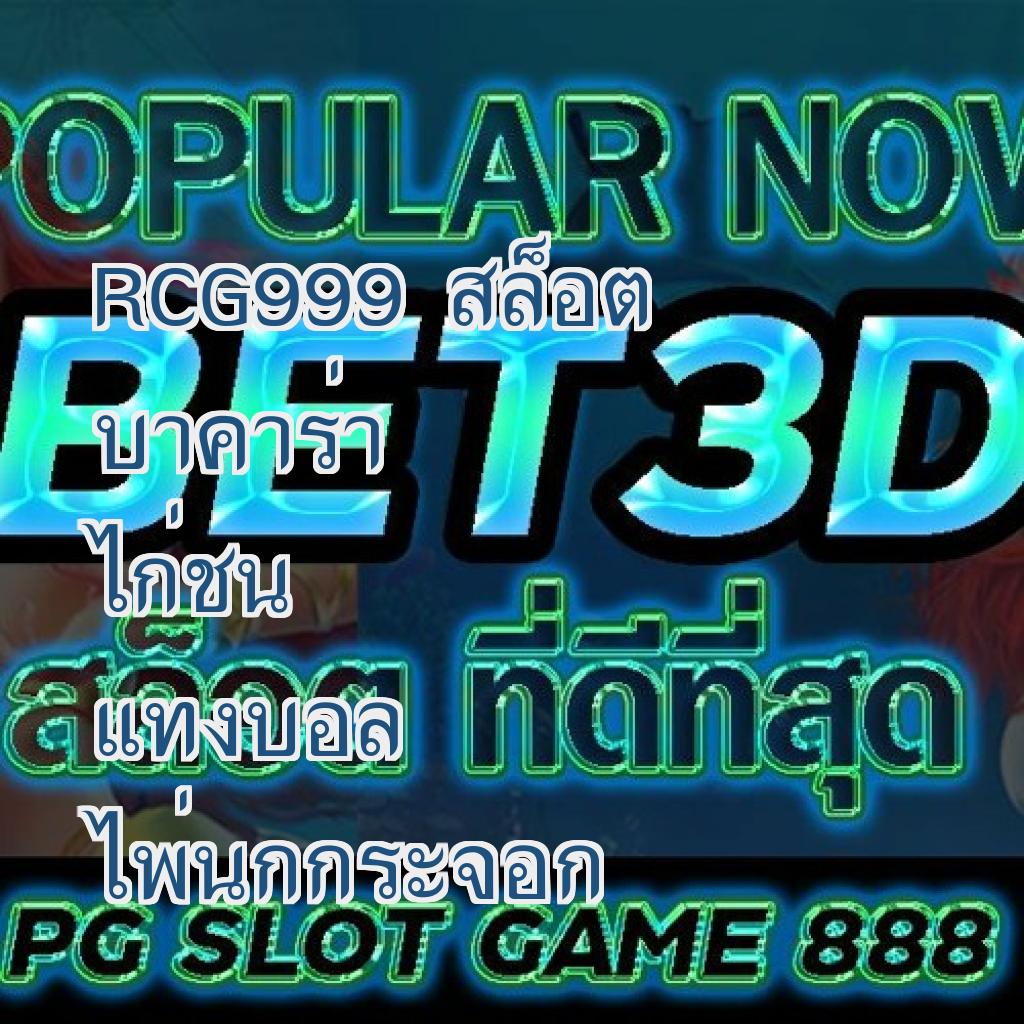 POPULAR NOW
RCG999 สล็อต
BET3D
บาคาร่า
ไก่ชน
สล็อต ที่ดีที่สุด
แทงบอล
ไพ่นกกระจอก
PG SLOT GAME 888